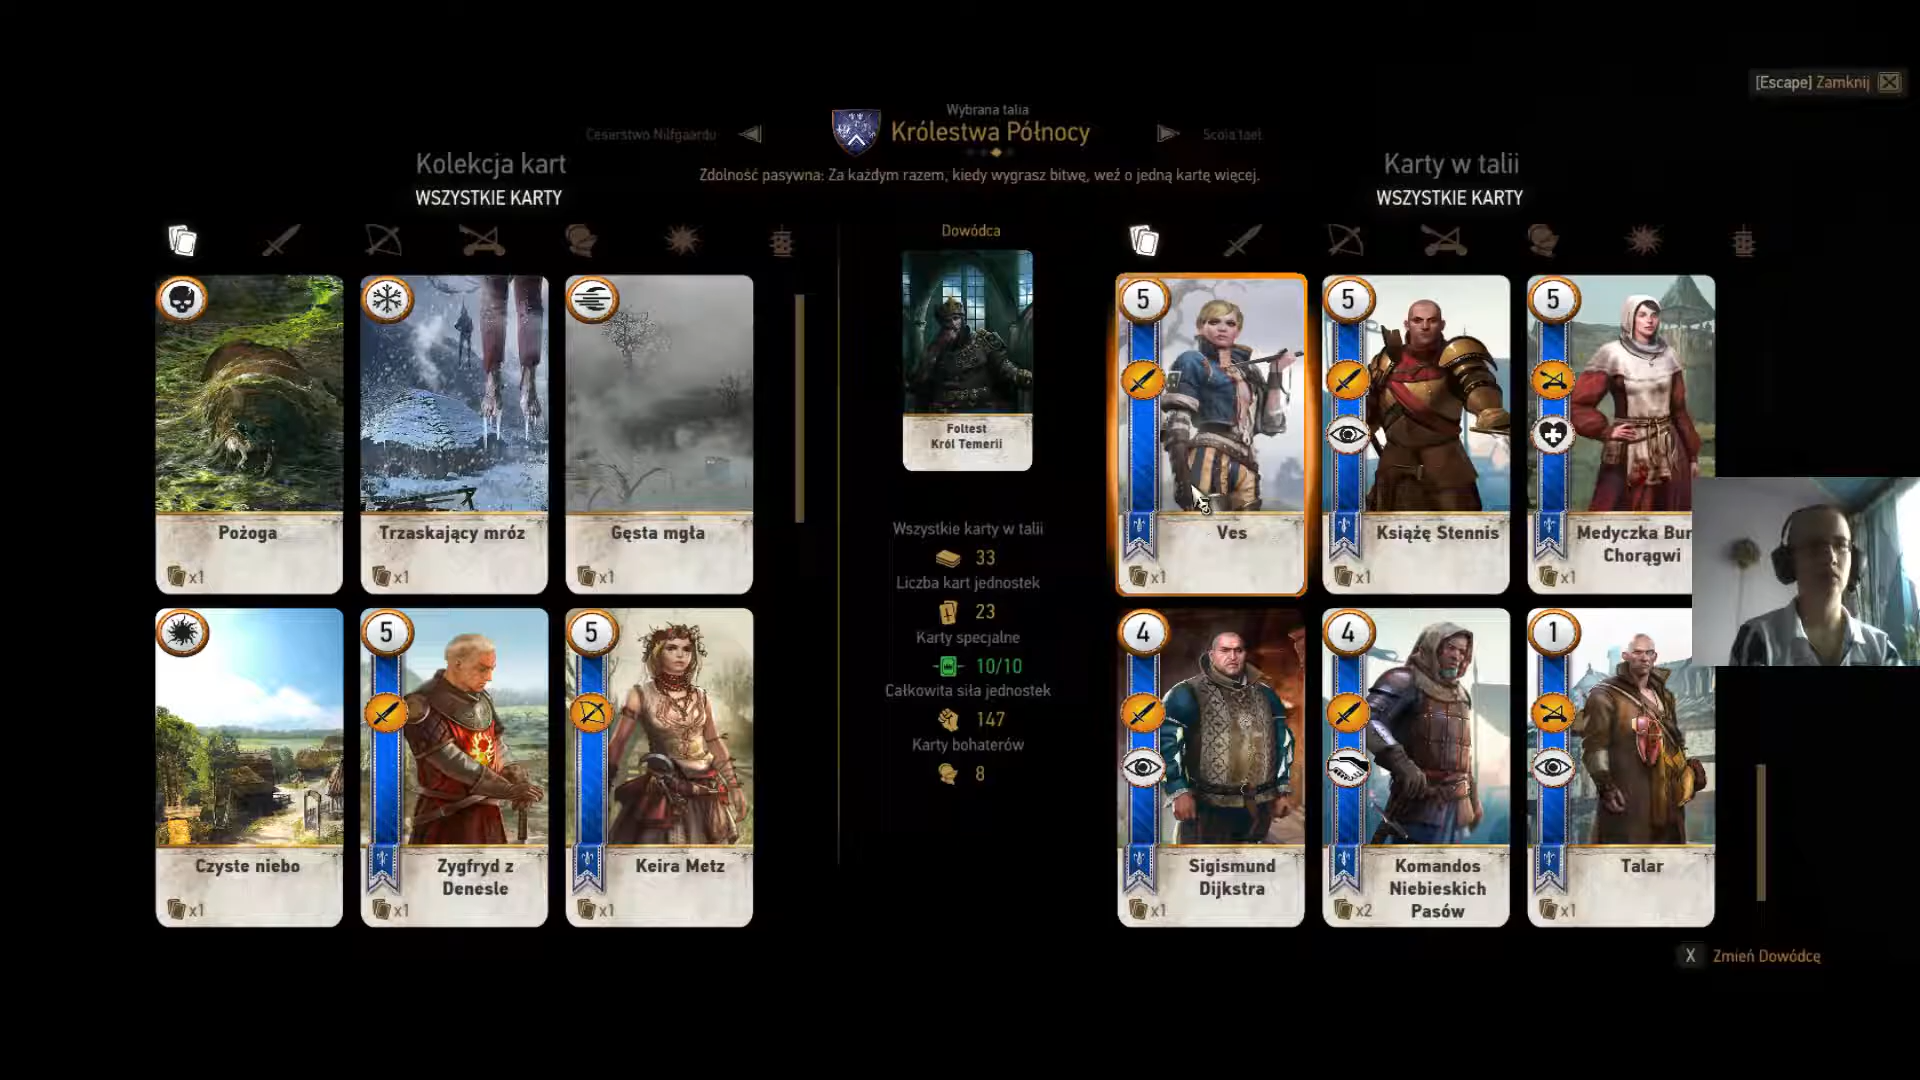 [Escape] Zamknij
Wybrana talia
Cesarstwo Nilfgaardu
Królestwa Północy
Scoia'tael
Kolekcja kart
WSZYSTKIE KARTY
Zdolność pasywna: Za każdym razem, kiedy wygrasz bitwę, weź o jedną kartę więcej.
Karty w talii
WSZYSTKIE KARTY
Dowódca
Foltest
Król Temerii
Wszystkie karty w talii
33
Liczba kart jednostek
23
Karty specjalne
10/10
Całkowita siła jednostek
147
Karty bohaterów
8
Pożoga
x1
Trzaskający mróz
x1
Gęsta mgła
x1
Czyste niebo
x1
5
Zygfryd z
Denesle
x1
5
Keira Metz
x1
5
Ves
x1
5
Książę Stennis
x1
5
Medyczka Bur
Chorągwi
x1
4
Sigismund
Dijkstra
x1
4
Komandos
Niebieskich
Pasów
x2
1
Talar
x1
X Zmień Dowódcę